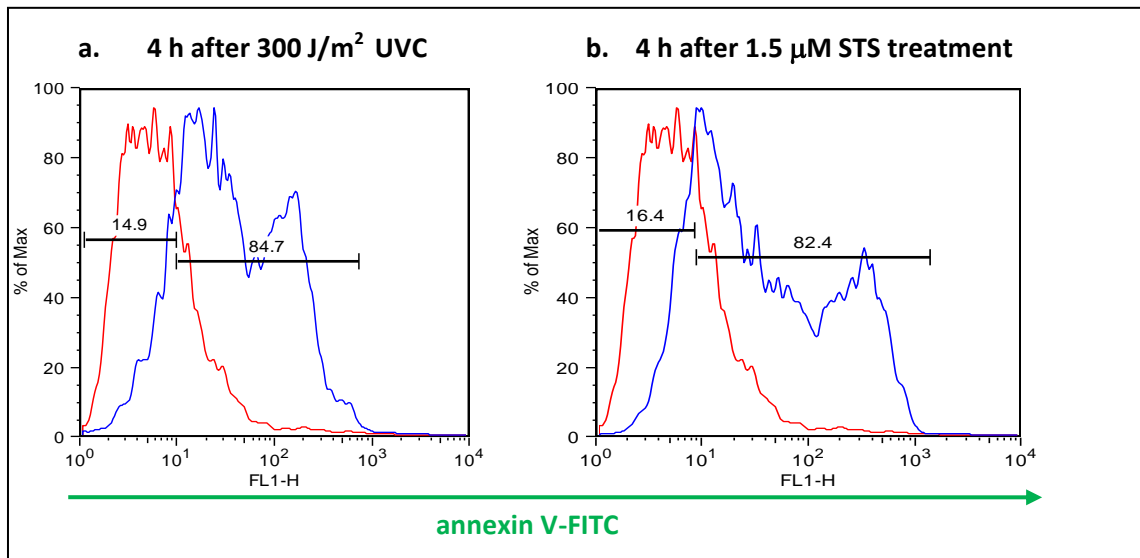 a. 4 h after 300 J/m² UVC
100
80
60
40
20
0
% of Max
14.9
84.7
10⁰ 10¹ 10² 10³ 10⁴
FL1-H
b. 4 h after 1.5 μM STS treatment
100
80
60
40
20
0
% of Max
16.4
82.4
10⁰ 10¹ 10² 10³ 10⁴
FL1-H
annexin V-FITC